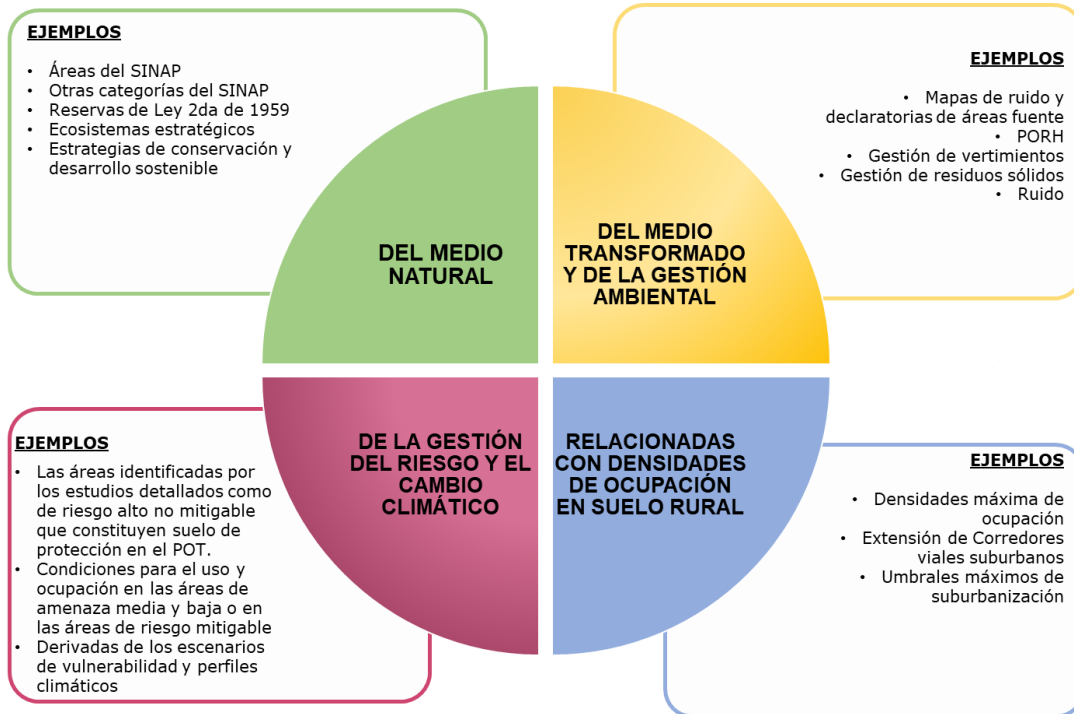 EJEMPLOS
• Áreas del SINAP
• Otras categorías del SINAP
• Reservas de Ley 2da de 1959
• Ecosistemas estratégicos
• Estrategias de conservación y
desarrollo sostenible
EJEMPLOS
• Mapas de ruido y
declaratorias de áreas fuente
• PORH
• Gestión de vertimientos
• Gestión de residuos sólidos
• Ruido
DEL MEDIO
NATURAL
DEL MEDIO
TRANSFORMADO
Y DE LA GESTIÓN
AMBIENTAL
DE LA GESTIÓN
DEL RIESGO Y EL
CAMBIO
CLIMÁTICO
RELACIONADAS
CON DENSIDADES
DE OCUPACIÓN
EN SUELO RURAL
EJEMPLOS
• Las áreas identificadas por
los estudios detallados como
de riesgo alto no mitigable
que constituyen suelo de
protección en el POT.
• Condiciones para el uso y
ocupación en las áreas de
amenaza media y baja o en
las áreas de riesgo mitigable
• Derivadas de los escenarios
de vulnerabilidad y perfiles
climáticos
EJEMPLOS
• Densidades máxima de
ocupación
• Extensión de Corredores
viales suburbanos
• Umbrales máximos de
suburbanización